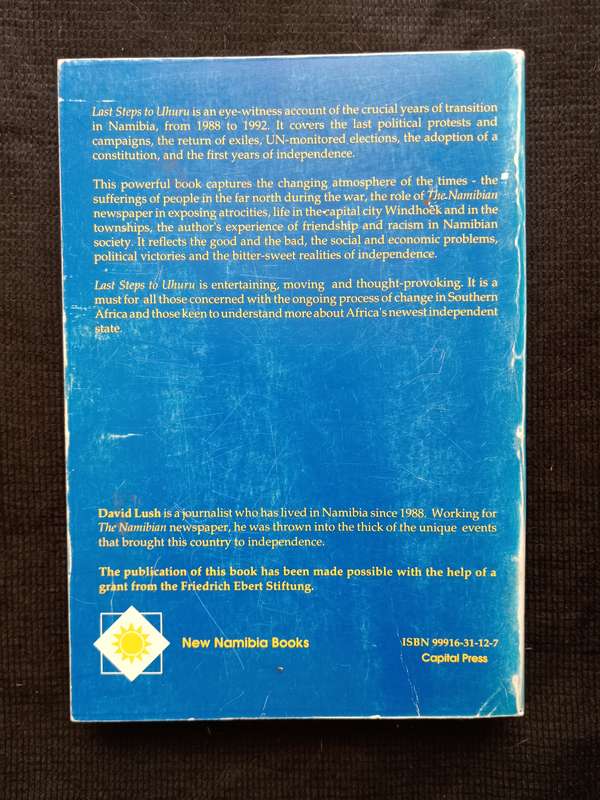 Last Steps to Uhuru is an eye-witness account of the crucial years of transition
in Namibia, from 1988 to 1992. It covers the last political protests and
campaigns, the return of exiles, UN-monitored elections, the adoption of a
constitution, and the first years of independence.
This powerful book captures the changing atmosphere of the times - the
sufferings of people in the far north during the war, the role of The Namibian
newspaper in exposing atrocities, life in the capital city Windhoek and in the
townships, the author's experience of friendship and racism in Namibian
society. It reflects the good and the bad, the social and economic problems,
political victories and the bitter-sweet realities of independence.
Last Steps to Uhuru is entertaining, moving and thought-provoking. It is a
must for all those concerned with the ongoing process of change in Southern
Africa and those keen to understand more about Africa's newest independent
state.
David Lush is a journalist who has lived in Namibia since 1988. Working for
The Namibian newspaper, he was thrown into the thick of the unique events
that brought this country to independence.
The publication of this book has been made possible with the help of a
grant from the Friedrich Ebert Stiftung.
New Namibia Books
ISBN 99916-31-12-7
Capital Press